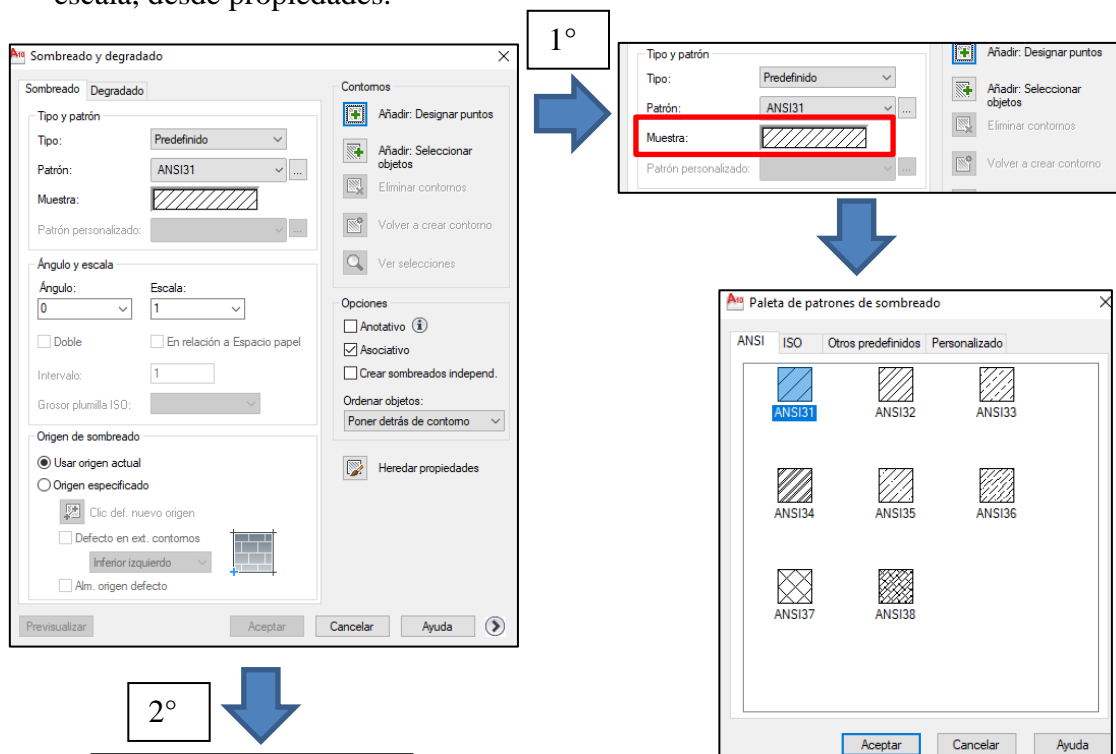 escala, desde propiedades.
1°
Sombreado y degradado
Sombreado Degradado
Tipo y patrón
Tipo: Predefinido
Patrón: ANSI31 ...
Muestra:
Patrón personalizado: ...
Ángulo y escala
Ángulo: Escala:
0 1
Doble En relación a Espacio papel
Intervalo: 1
Grosor plumilla ISO:
Origen de sombreado
Usar origen actual
Origen especificado
Clic def. nuevo origen
Defecto en ext. contornos
Inferior izquierdo
Alm. origen defecto
Contornos
Añadir: Designar puntos
Añadir: Seleccionar
objetos
Eliminar contornos
Volver a crear contorno
Ver selecciones
Opciones
Anotativo
Asociativo
Crear sombreados independ.
Ordenar objetos:
Poner detrás de contorno
Heredar propiedades
Previsualizar Aceptar Cancelar Ayuda
Tipo y patrón
Tipo: Predefinido
Patrón: ANSI31 ...
Muestra:
Patrón personalizado: ...
Añadir: Designar puntos
Añadir: Seleccionar
objetos
Eliminar contornos
Volver a crear contorno
Paleta de patrones de sombreado
ANSI ISO Otros predefinidos Personalizado
ANSI31 ANSI32 ANSI33
ANSI34 ANSI35 ANSI36
ANSI37 ANSI38
Aceptar Cancelar Ayuda
2°